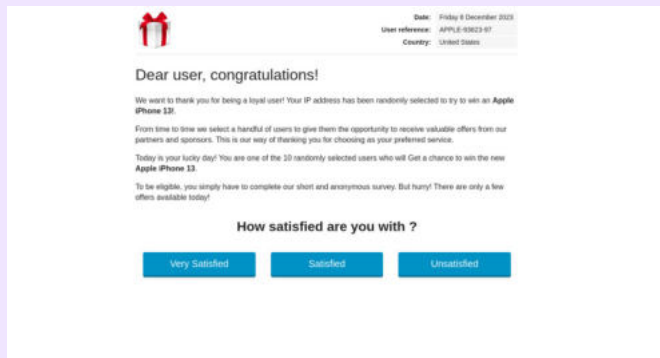 Date: Friday 8 December 2023
User reference: APPLE-93623-97
Country: United States
Dear user, congratulations!
We want to thank you for being a loyal user! Your IP address has been randomly selected to try to win an Apple
iPhone 13!.
From time to time we select a handful of users to give them the opportunity to receive valuable offers from our
partners and sponsors. This is our way of thanking you for choosing as your preferred service.
Today is your lucky day! You are one of the 10 randomly selected users who will Get a chance to win the new
Apple iPhone 13.
To be eligible, you simply have to complete our short and anonymous survey. But hurry! There are only a few
offers available today!
How satisfied are you with ?
Very Satisfied
Satisfied
Unsatisfied